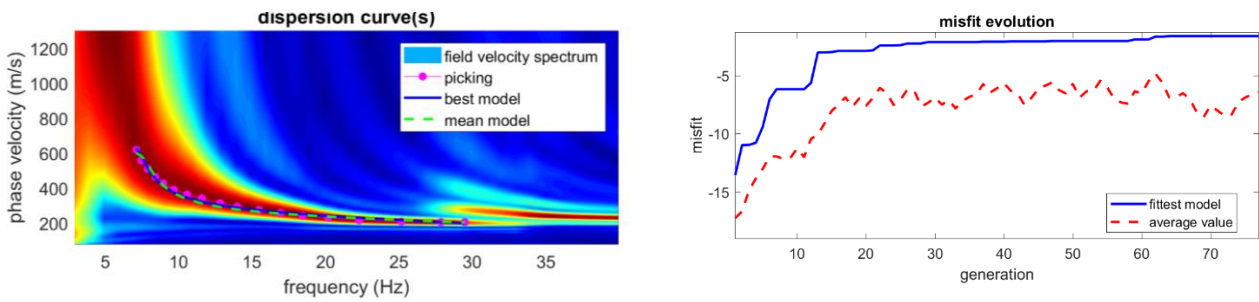 dispersion curve(s)
phase velocity (m/s)
1200
1000
800
600
400
200
field velocity spectrum
picking
best model
mean model
5
10
15
20
25
30
35
frequency (Hz)
misfit evolution
misfit
-5
-10
-15
fittest model
average value
10
20
30
40
50
60
70
generation